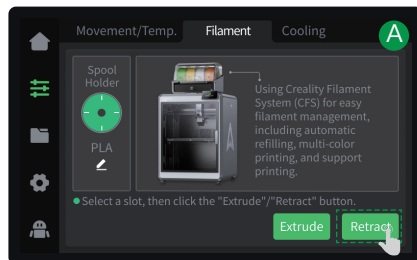 Movement/Temp. Filament Cooling
A
Spool
Holder
PLA
Using Creality Filament
System (CFS) for easy
filament management,
including automatic
refilling, multi-color
printing, and support
printing.
Select a slot, then click the "Extrude"/"Retract" button.
Extrude Retract